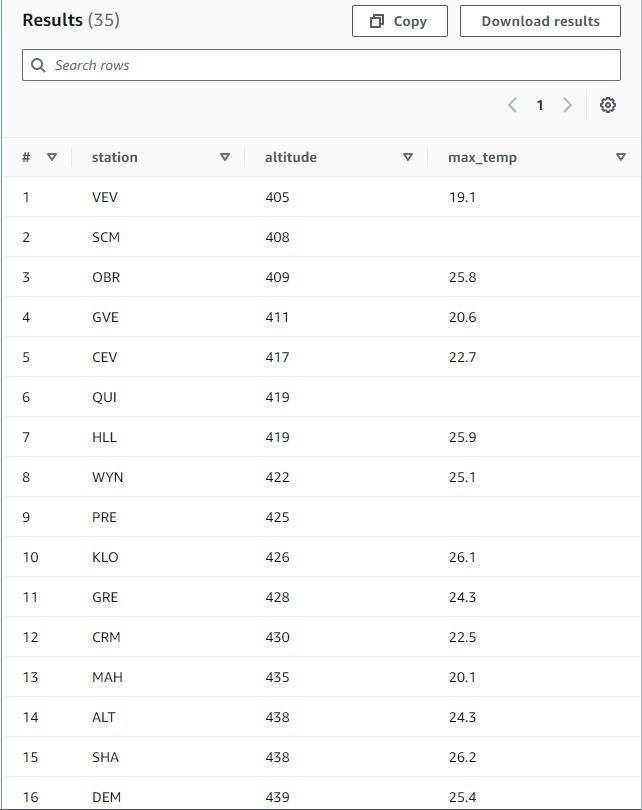 Results (35) Copy Download results
Search rows
1
# station altitude max_temp
1 VEV 405 19.1
2 SCM 408
3 OBR 409 25.8
4 GVE 411 20.6
5 CEV 417 22.7
6 QUI 419
7 HLL 419 25.9
8 WYN 422 25.1
9 PRE 425
10 KLO 426 26.1
11 GRE 428 24.3
12 CRM 430 22.5
13 MAH 435 20.1
14 ALT 438 24.3
15 SHA 438 26.2
16 DEM 439 25.4